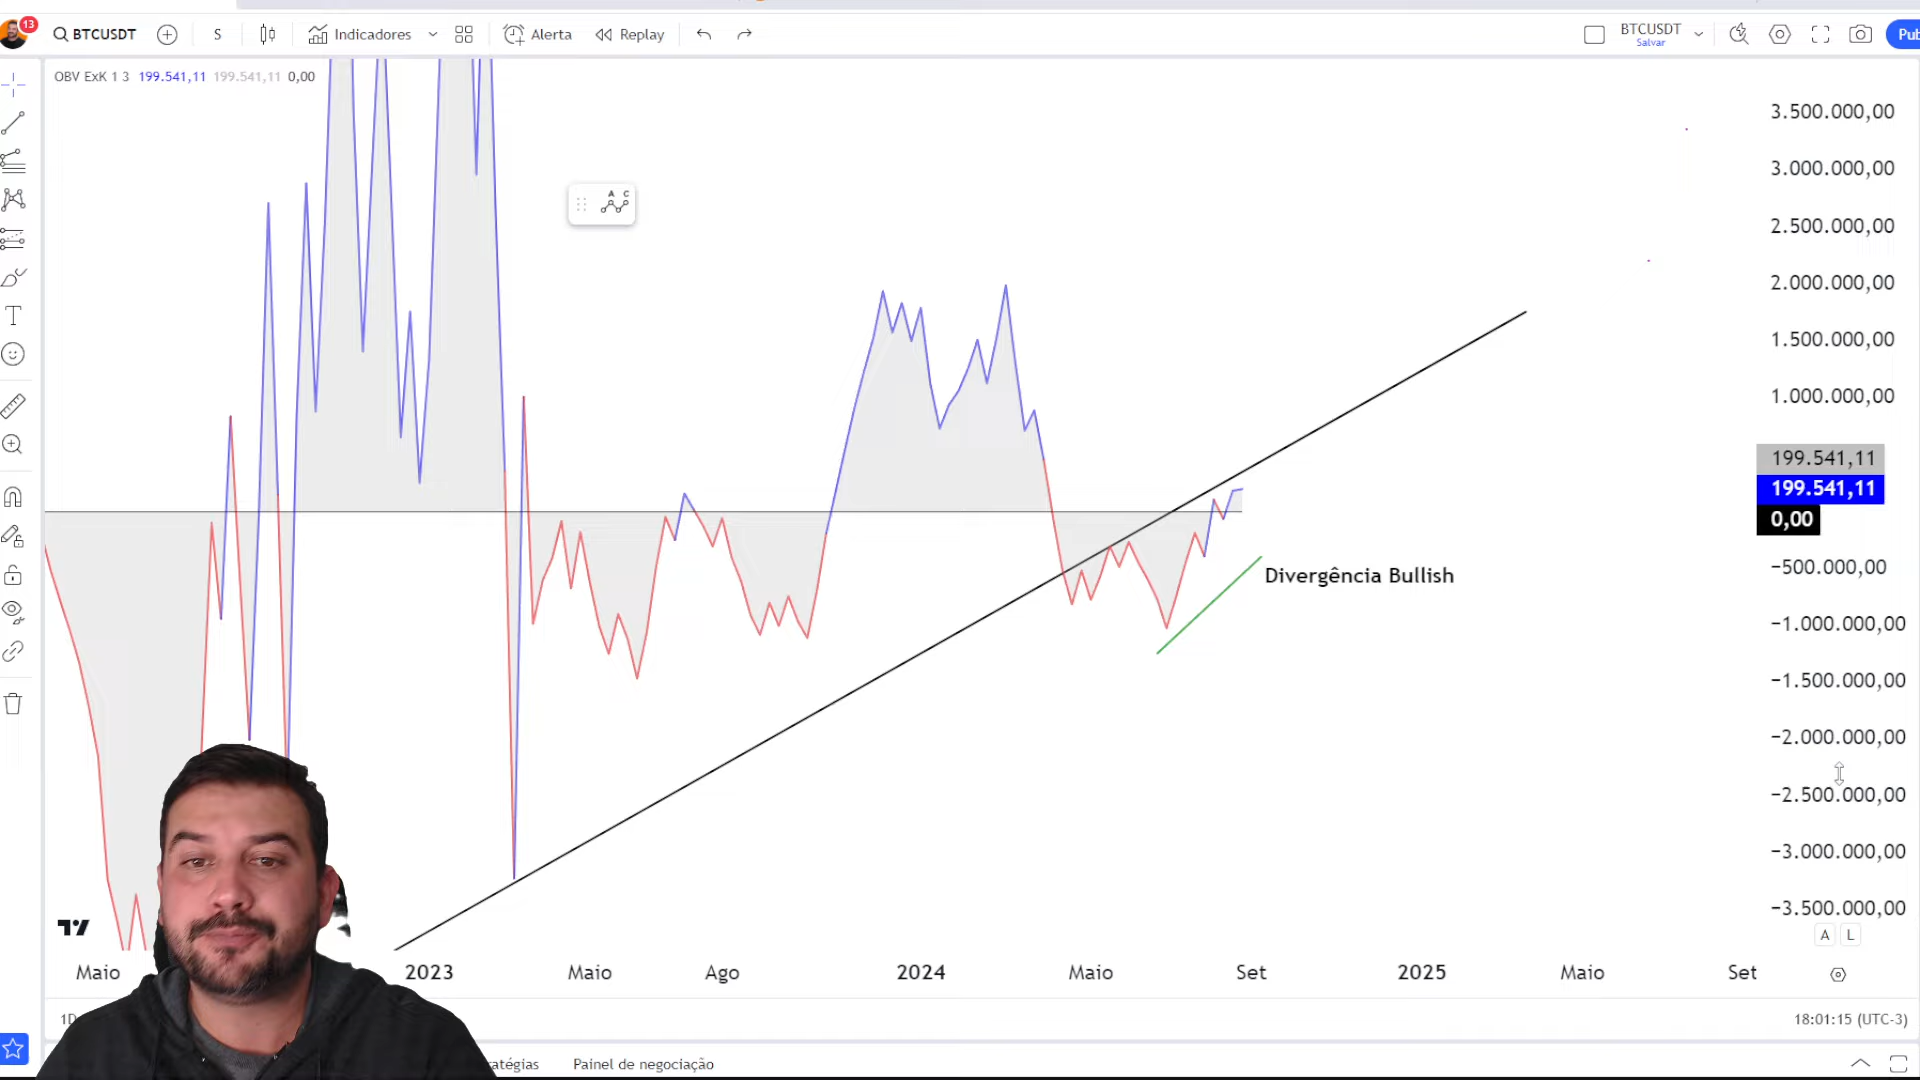 13
BTCUSDT
S
Indicadores
Alerta
Replay
BTCUSDT
Salvar
Pub
OBV ExK 1 3 199.541,11 199.541,11 0,00
A C
3.500.000,00
3.000.000,00
2.500.000,00
2.000.000,00
1.500.000,00
1.000.000,00
199.541,11
199.541,11
0,00
−500.000,00
−1.000.000,00
−1.500.000,00
−2.000.000,00
−2.500.000,00
−3.000.000,00
−3.500.000,00
Divergência Bullish
A L
Maio
2023
Maio
Ago
2024
Maio
Set
2025
Maio
Set
1D
18:01:15 (UTC-3)
ratégias
Painel de negociação